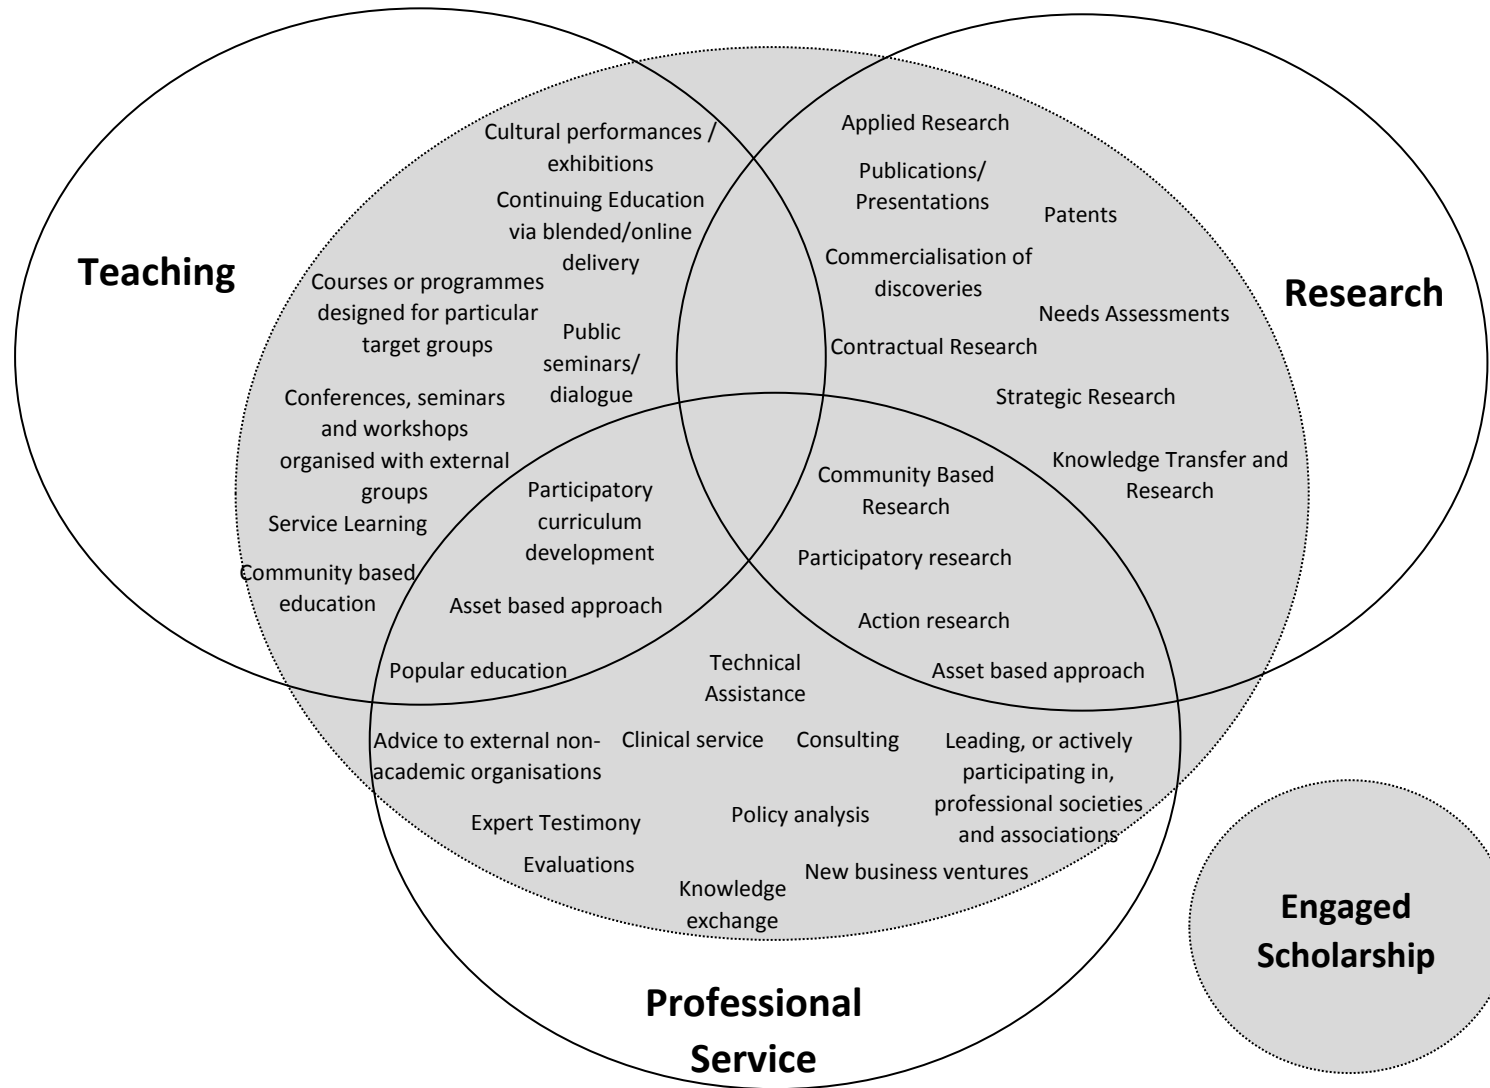 Teaching
Research
Cultural performances /
exhibitions
Continuing Education
via blended/online
delivery
Courses or programmes
designed for particular
target groups
Public
seminars/
dialogue
Conferences, seminars
and workshops
organised with external
groups
Service Learning
Community based
education
Applied Research
Publications/
Presentations
Patents
Commercialisation of
discoveries
Needs Assessments
Contractual Research
Strategic Research
Knowledge Transfer and
Research
Participatory
curriculum
development
Asset based approach
Popular education
Community Based
Research
Participatory research
Action research
Asset based approach
Technical
Assistance
Advice to external non-
academic organisations
Clinical service
Consulting
Leading, or actively
participating in,
professional societies
and associations
Expert Testimony
Policy analysis
Evaluations
New business ventures
Knowledge
exchange
Professional
Service
Engaged
Scholarship